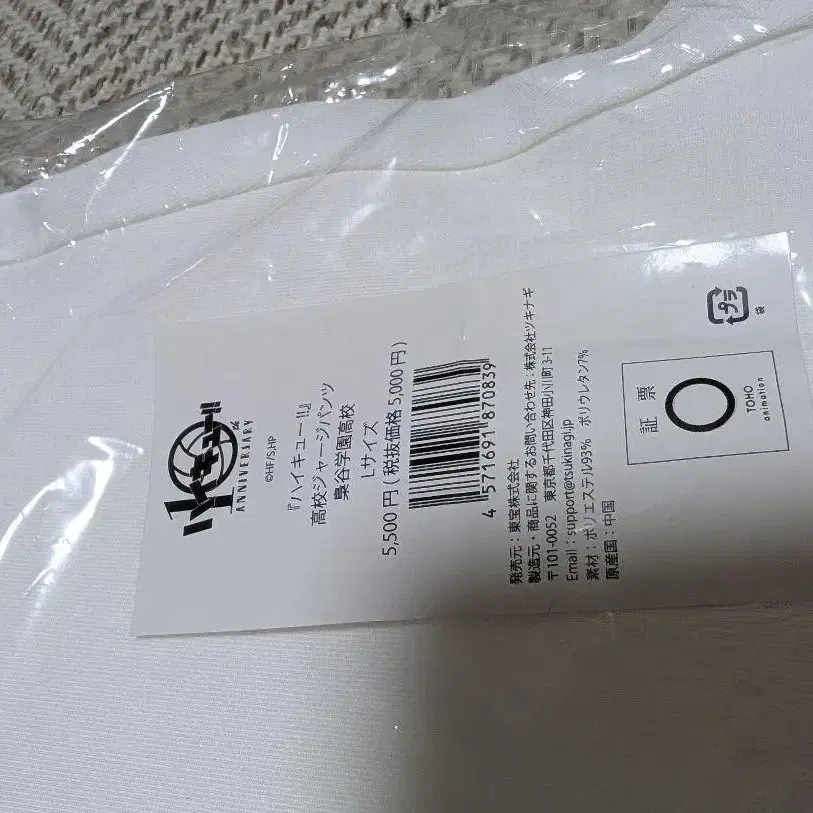 ハイキュー!!
10th
ANNIVERSARY
©HF/S,HP
『ハイキュー!!』
高校ジャージパンツ
梟谷学園高校
Lサイズ
5,500円(税抜価格 5,000円)
4 571691 870839
発売元:東宝株式会社
製造元・商品に関するお問い合わせ先:株式会社ツキナギ
〒101-0052 東京都千代田区神田小川町3-11
Email:support@tsukinagi.jp
素材:ポリエステル93% ポリウレタン7%
原産国:中国
証票
TOHO
animation
プラ
袋